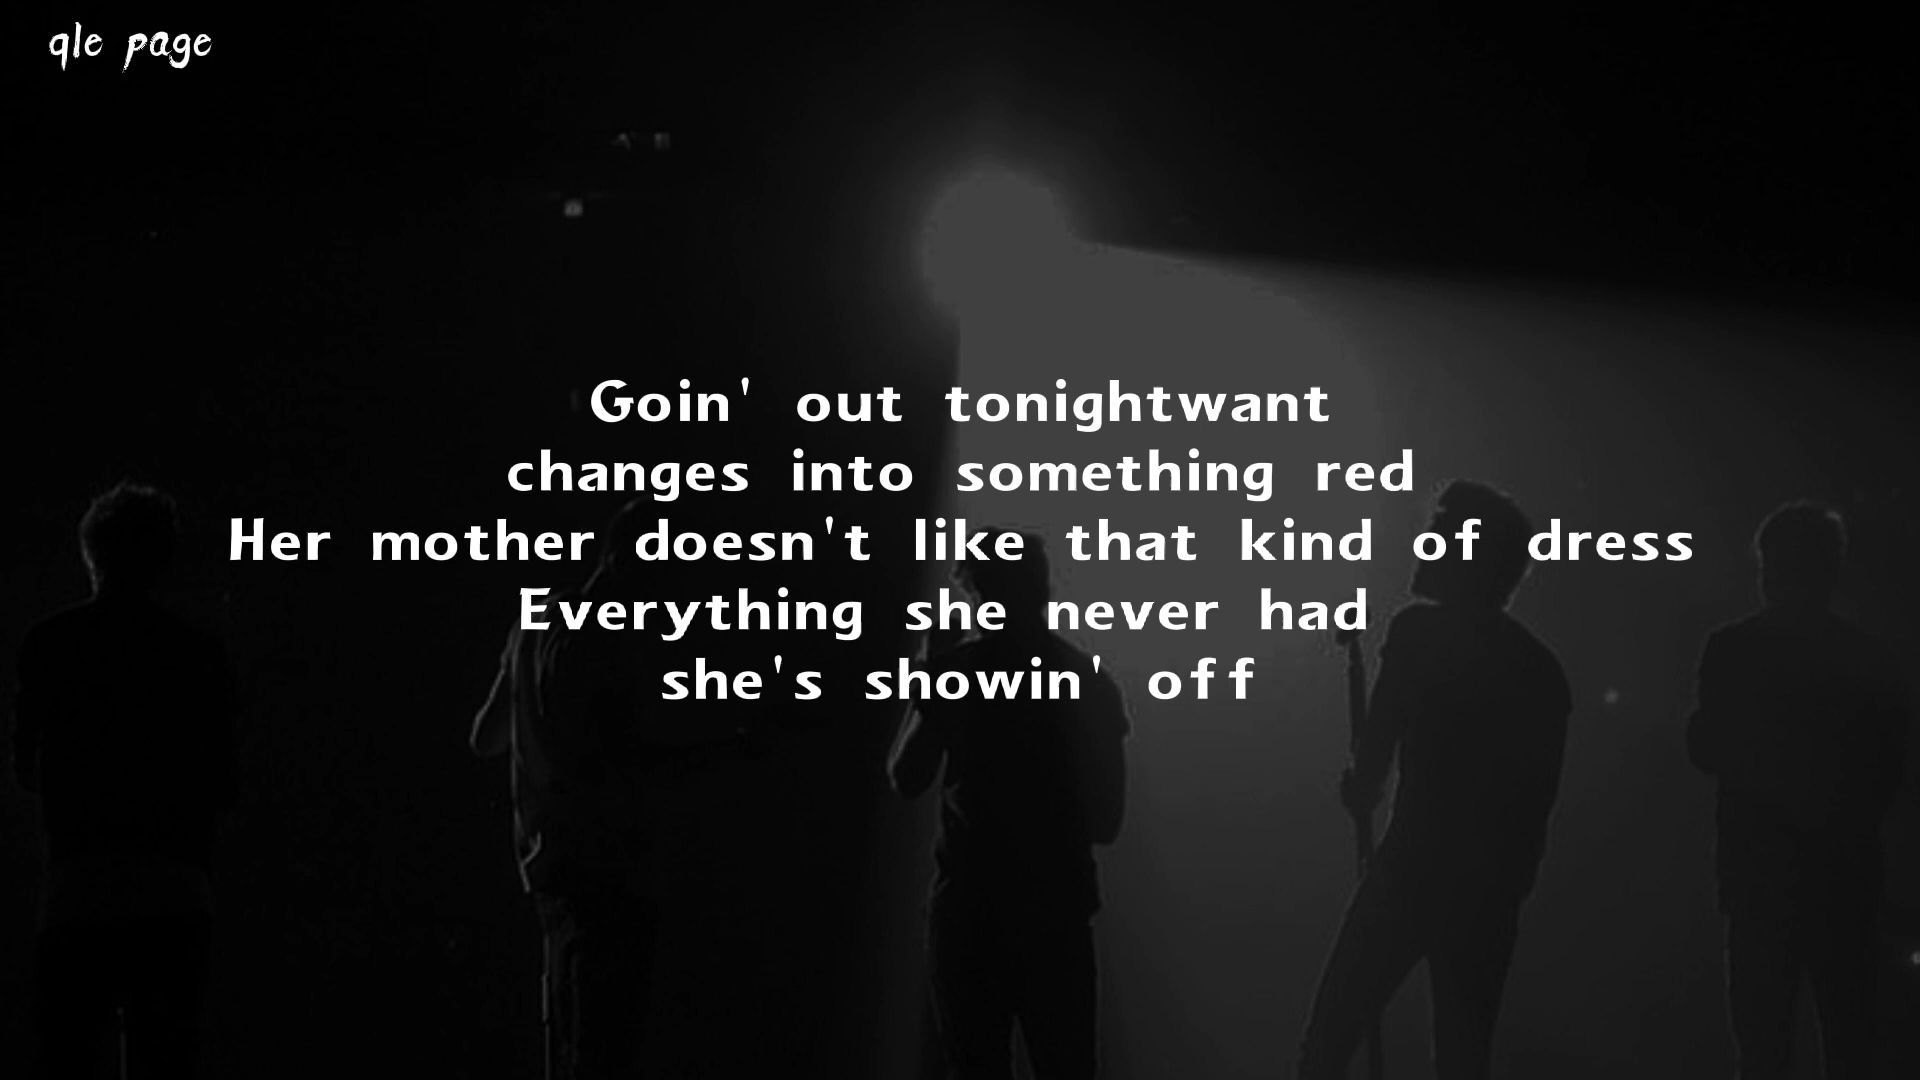 qle page
Goin' out tonightwant
changes into something red
Her mother doesn't like that kind of dress
Everything she never had
she's showin' off